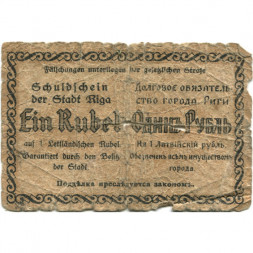 Fälschungen unterliegen der gesetzlichen Strafe
Schuldschein
der Stadt Riga
Ein Rubel
auf 1 Lettländischen Rubel
Garantiert durch den Besitz
der Stadt
Долговое обязатель
ство города Риги
Одинъ Рубль
На 1 Латвійскій рубль
Обезпеченъ всѣмъ имуществомъ
города
Поддѣлка преслѣдуется закономъ.